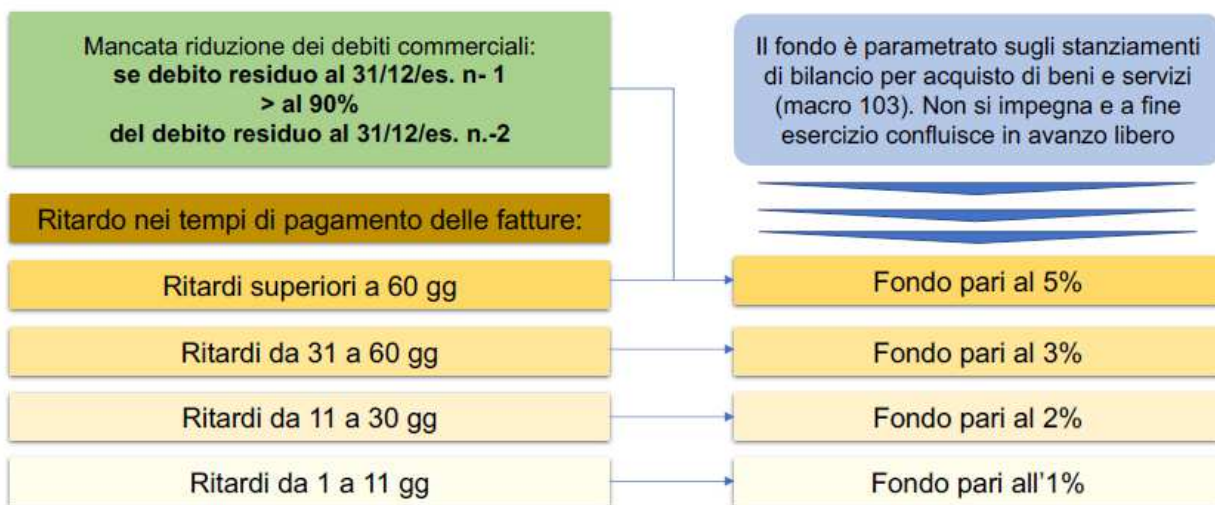 Mancata riduzione dei debiti commerciali:
se debito residuo al 31/12/es. n- 1
> al 90%
del debito residuo al 31/12/es. n.-2
Il fondo è parametrato sugli stanziamenti
di bilancio per acquisto di beni e servizi
(macro 103). Non si impegna e a fine
esercizio confluisce in avanzo libero
Ritardo nei tempi di pagamento delle fatture:
Ritardi superiori a 60 gg
Fondo pari al 5%
Ritardi da 31 a 60 gg
Fondo pari al 3%
Ritardi da 11 a 30 gg
Fondo pari al 2%
Ritardi da 1 a 11 gg
Fondo pari all'1%